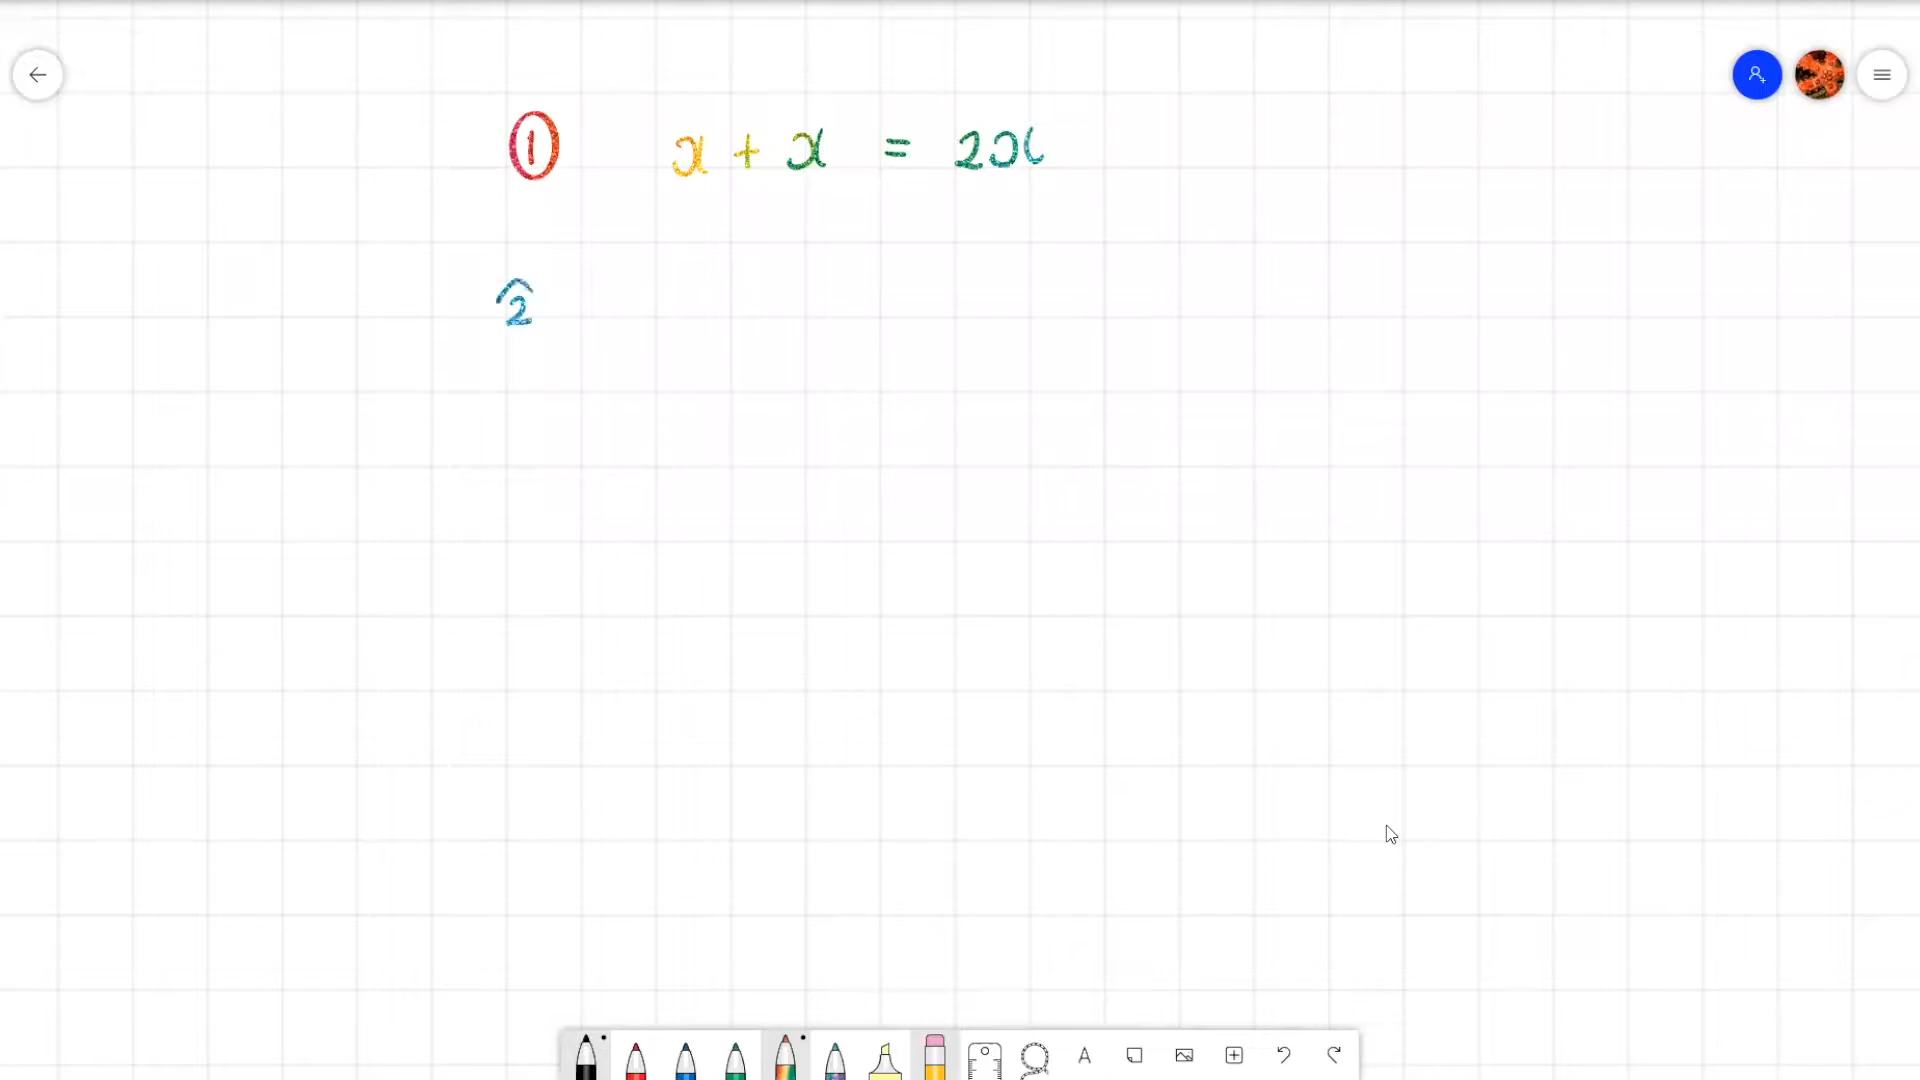 ① x + x = 2x
2
A